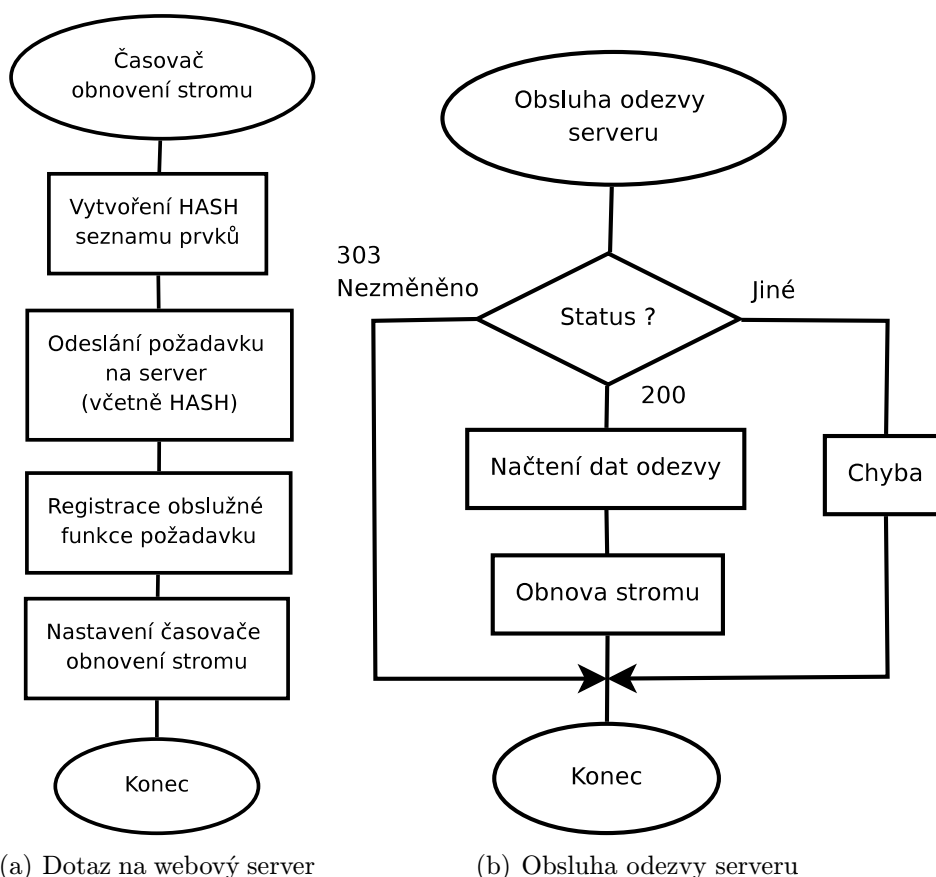 Časovač
obnovení stromu
Vytvoření HASH
seznamu prvků
Odeslání požadavku
na server
(včetně HASH)
Registrace obslužné
funkce požadavku
Nastavení časovače
obnovení stromu
Konec
(a) Dotaz na webový server
Obsluha odezvy
serveru
303
Nezměněno
Jiné
Status ?
200
Načtení dat odezvy
Chyba
Obnova stromu
Konec
(b) Obsluha odezvy serveru